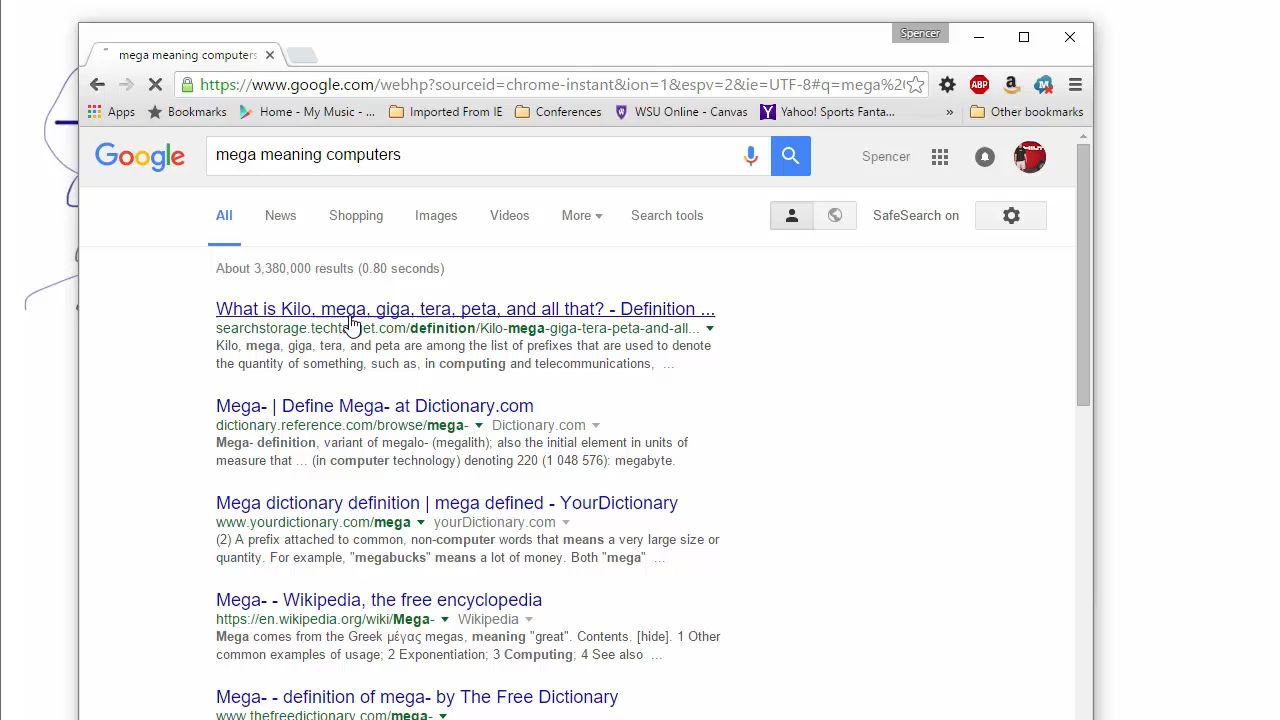 Spencer
mega meaning computers
https://www.google.com/webhp?sourceid=chrome-instant&ion=1&espv=2&ie=UTF-8#q=mega%20
Apps Bookmarks Home - My Music - ... Imported From IE Conferences WSU Online - Canvas Yahoo! Sports Fanta... » Other bookmarks
Google mega meaning computers Spencer
All News Shopping Images Videos More Search tools SafeSearch on
About 3,380,000 results (0.80 seconds)
What is Kilo, mega, giga, tera, peta, and all that? - Definition ...
searchstorage.techtarget.com/definition/Kilo-mega-giga-tera-peta-and-all...
Kilo, mega, giga, tera, and peta are among the list of prefixes that are used to denote
the quantity of something, such as, in computing and telecommunications, ...
Mega- | Define Mega- at Dictionary.com
dictionary.reference.com/browse/mega- Dictionary.com
Mega- definition, variant of megalo- (megalith); also the initial element in units of
measure that ... (in computer technology) denoting 220 (1 048 576): megabyte.
Mega dictionary definition | mega defined - YourDictionary
www.yourdictionary.com/mega yourDictionary.com
(2) A prefix attached to common, non-computer words that means a very large size or
quantity. For example, "megabucks" means a lot of money. Both "mega" ...
Mega- - Wikipedia, the free encyclopedia
https://en.wikipedia.org/wiki/Mega- Wikipedia
Mega comes from the Greek μέγας megas, meaning "great". Contents. [hide]. 1 Other
common examples of usage; 2 Exponentiation; 3 Computing; 4 See also ...
Mega- - definition of mega- by The Free Dictionary
www.thefreedictionary.com/mega-